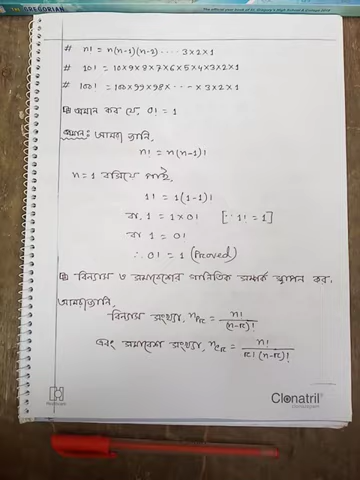 The GREGORIAN
# n! = n(n-1)(n-2) .... 3×2×1
# 10! = 10×9×8×7×6×5×4×3×2×1
# 100! = 100×99×98× --- × 3×2×1
প্রমান কর যে, 0! = 1
প্রমান: আমরা জানি,
n! = n(n-1)!
n = 1 বসিয়ে পাই,
1! = 1(1-1)!
বা, 1 = 1×0! [∵ 1! = 1]
বা 1 = 0!
∴ 0! = 1 (Proved)
বিন্যাস ও সমাবেশের গানিতিক সম্পর্ক স্থাপন কর.
আমরাজানি,
বিন্যাস সংখ্যা, nPr = n! / (n-r)!
এবং সমাবেশ সংখ্যা, nCr = n! / r! (n-r)!
Clonatril